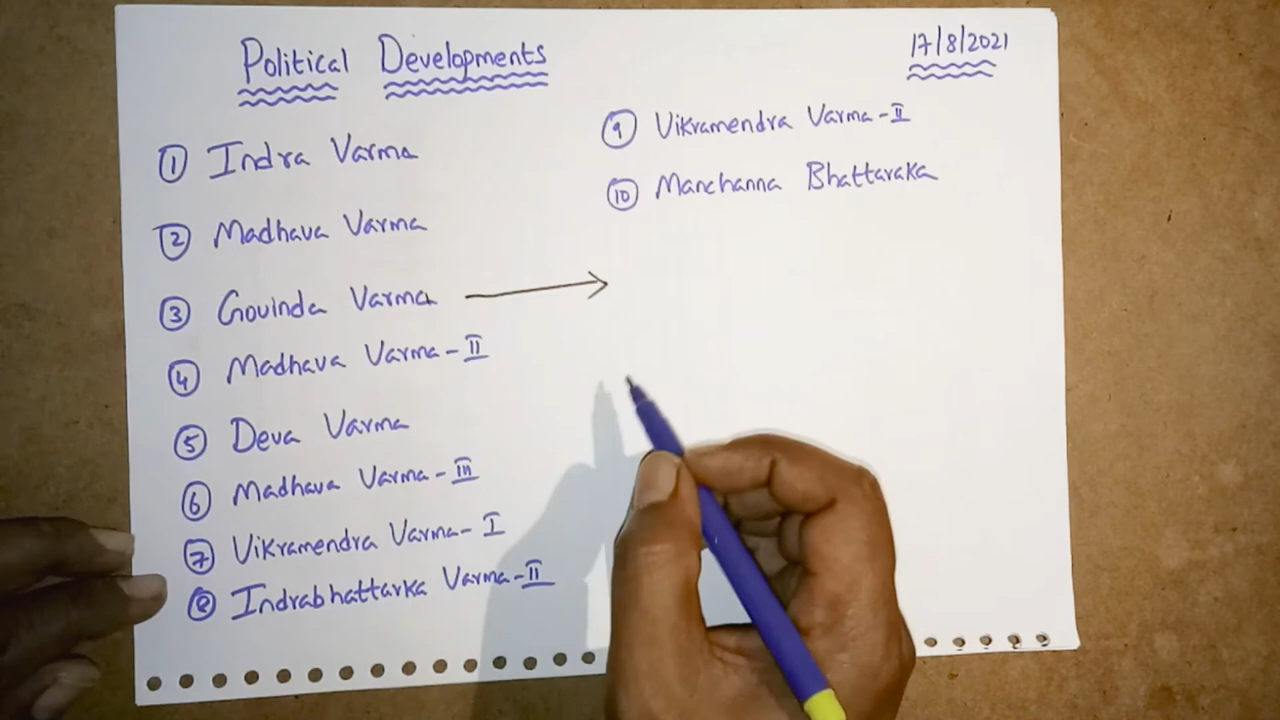 Political Developments
17/8/2021
1 Indra Varma
2 Madhava Varma
3 Govinda Varma →
4 Madhava Varma - II
5 Deva Varma
6 Madhava Varma - III
7 Vikramendra Varma - I
8 Indrabhattarka Varma - II
9 Vikramendra Varma - II
10 Manchanna Bhattaraka